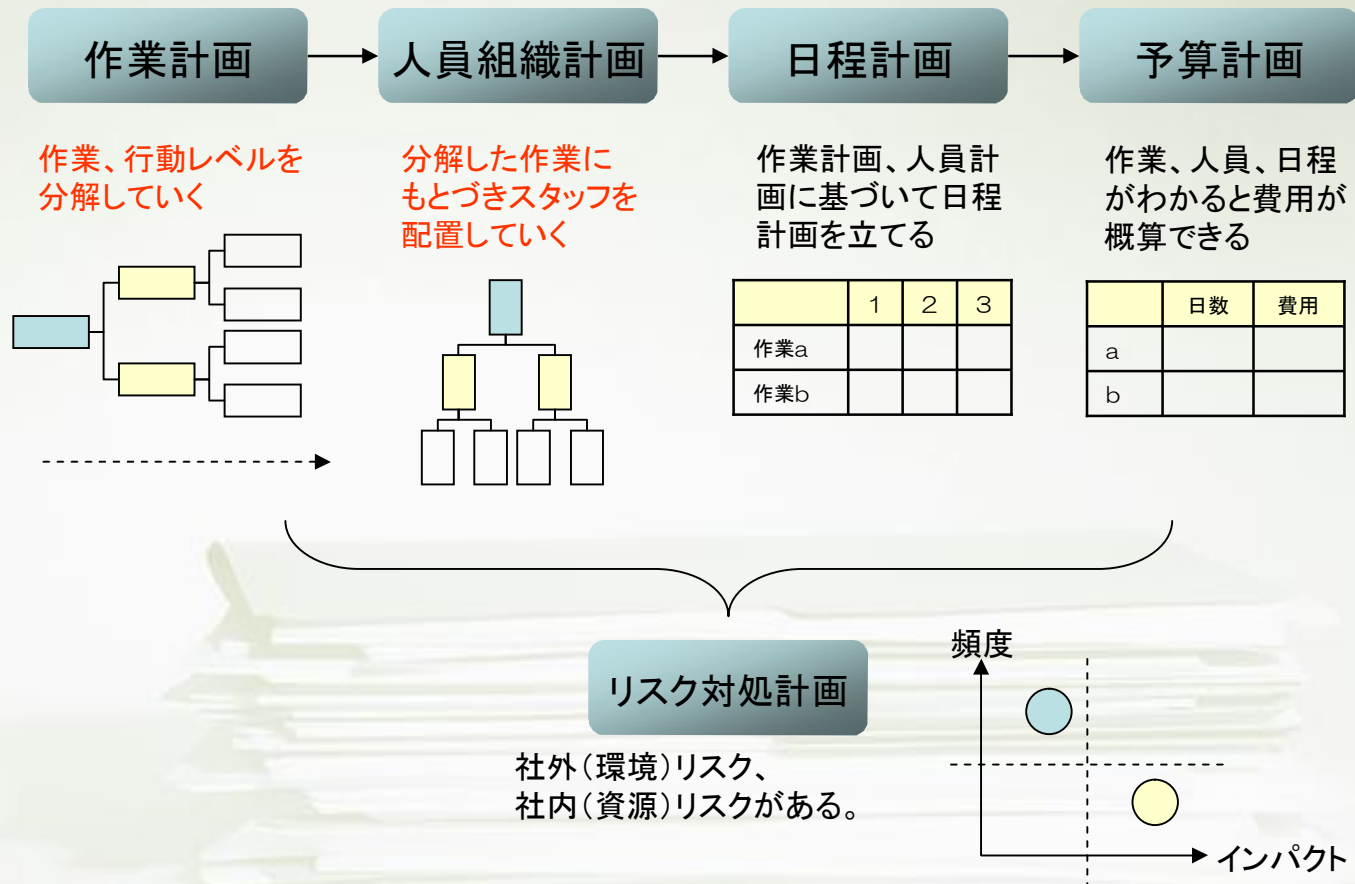 作業計画
人員組織計画
日程計画
予算計画
作業、行動レベルを
分解していく
分解した作業に
もとづきスタッフを
配置していく
作業計画、人員計
画に基づいて日程
計画を立てる
作業、人員、日程
がわかると費用が
概算できる
1 2 3
作業a
作業b
日数 費用
a
b
リスク対処計画
社外(環境)リスク、
社内(資源)リスクがある。
頻度
インパクト